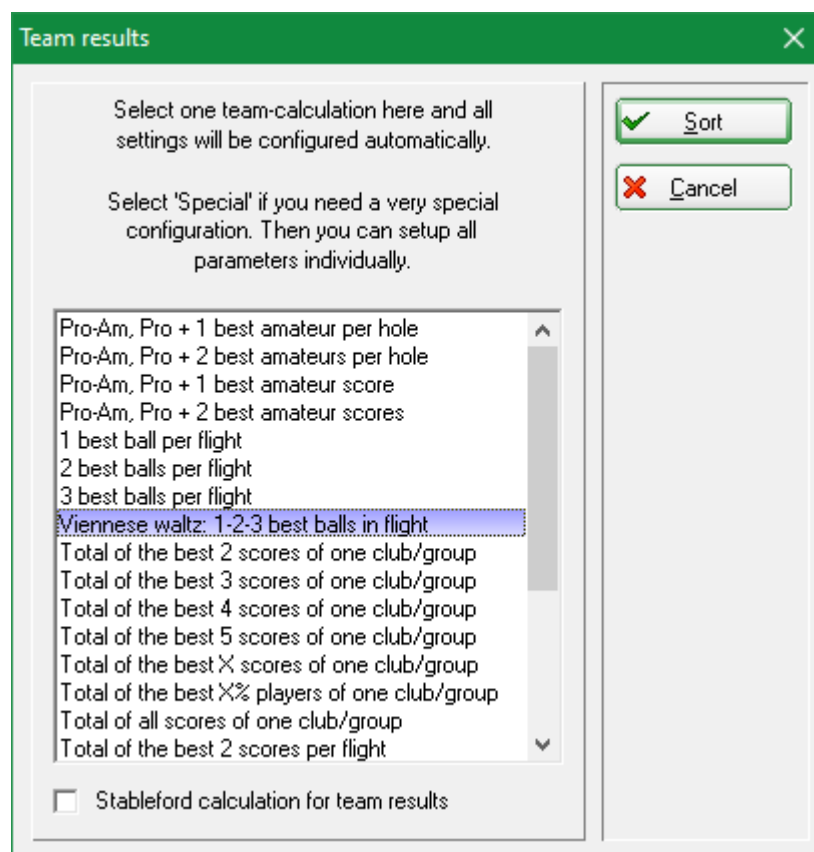 Team results
Select one team-calculation here and all
settings will be configured automatically.
Select 'Special' if you need a very special
configuration. Then you can setup all
parameters individually.
Pro-Am, Pro + 1 best amateur per hole
Pro-Am, Pro + 2 best amateurs per hole
Pro-Am, Pro + 1 best amateur score
Pro-Am, Pro + 2 best amateur scores
1 best ball per flight
2 best balls per flight
3 best balls per flight
Viennese waltz: 1-2-3 best balls in flight
Total of the best 2 scores of one club/group
Total of the best 3 scores of one club/group
Total of the best 4 scores of one club/group
Total of the best 5 scores of one club/group
Total of the best X scores of one club/group
Total of the best X% players of one club/group
Total of all scores of one club/group
Total of the best 2 scores per flight
Stableford calculation for team results
Sort
Cancel